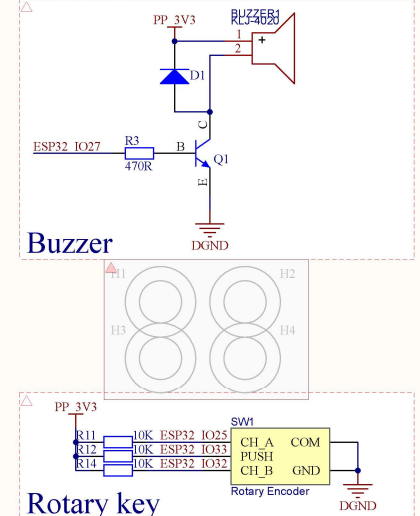 PP_3V3
BUZZER1
KLJ-4020
1
+
2
D1
C
ESP32_IO27
R3
B
470R
Q1
E
DGND
Buzzer
H1
H2
H3
H4
PP_3V3
SW1
R11 10K ESP32_IO25 CH_A COM
R12 10K ESP32_IO33 PUSH
R14 10K ESP32_IO32 CH_B GND
Rotary Encoder
DGND
Rotary key